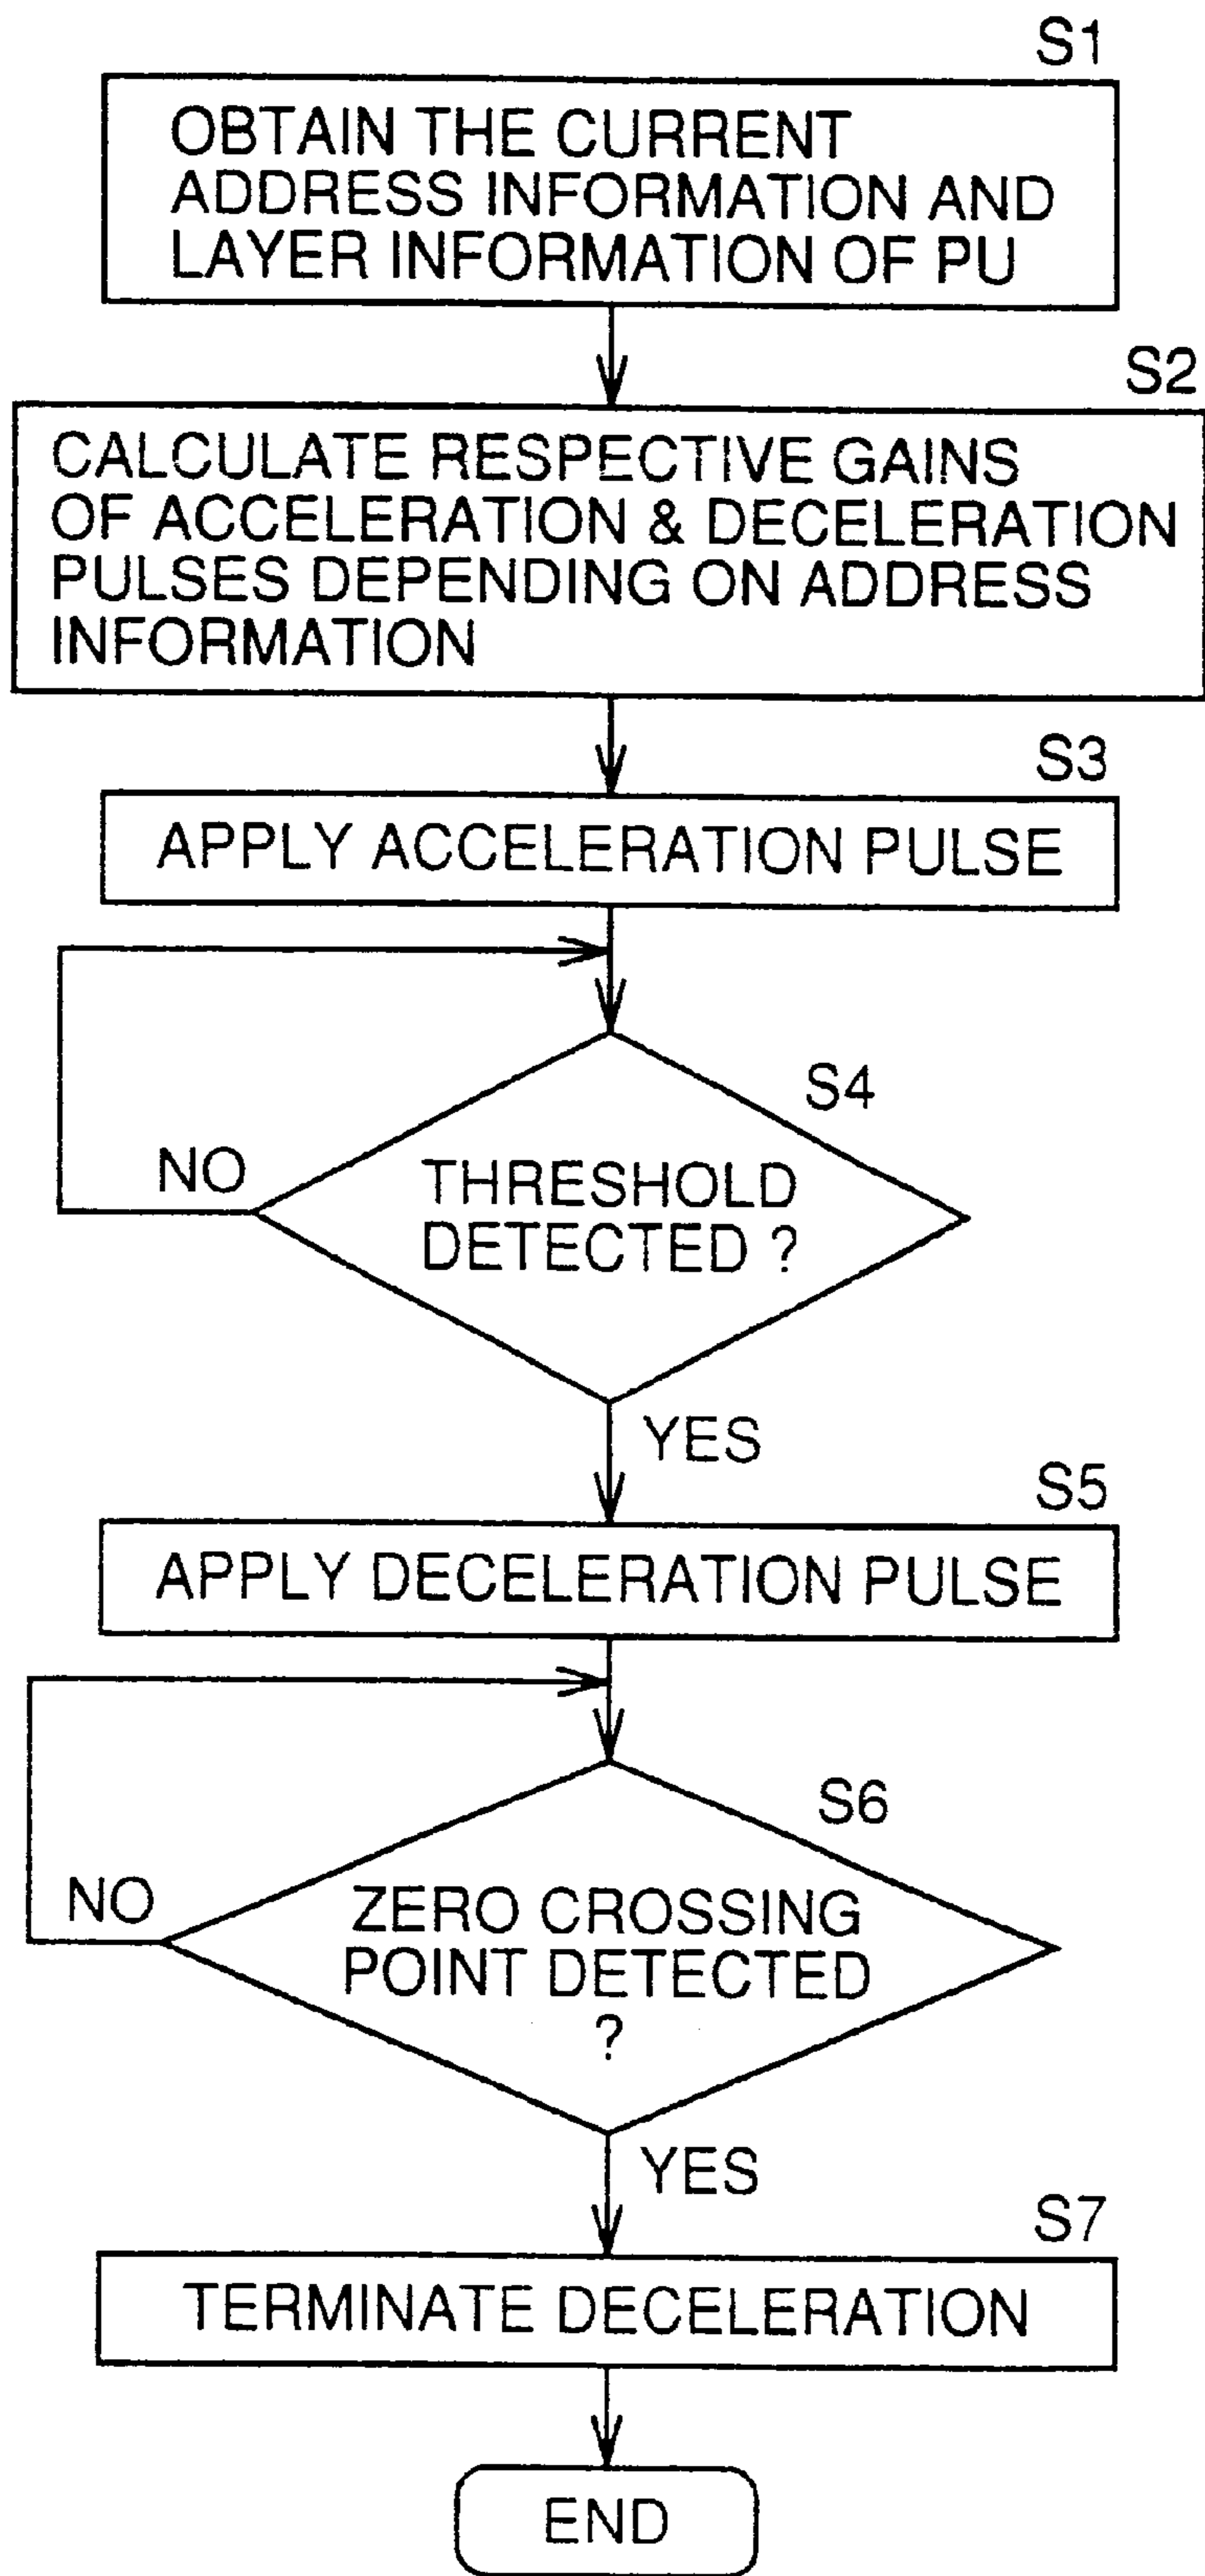 S1
OBTAIN THE CURRENT
ADDRESS INFORMATION AND
LAYER INFORMATION OF PU
S2
CALCULATE RESPECTIVE GAINS
OF ACCELERATION & DECELERATION
PULSES DEPENDING ON ADDRESS
INFORMATION
S3
APPLY ACCELERATION PULSE
S4
NO
THRESHOLD
DETECTED ?
YES
S5
APPLY DECELERATION PULSE
S6
NO
ZERO CROSSING
POINT DETECTED
?
YES
S7
TERMINATE DECELERATION
END